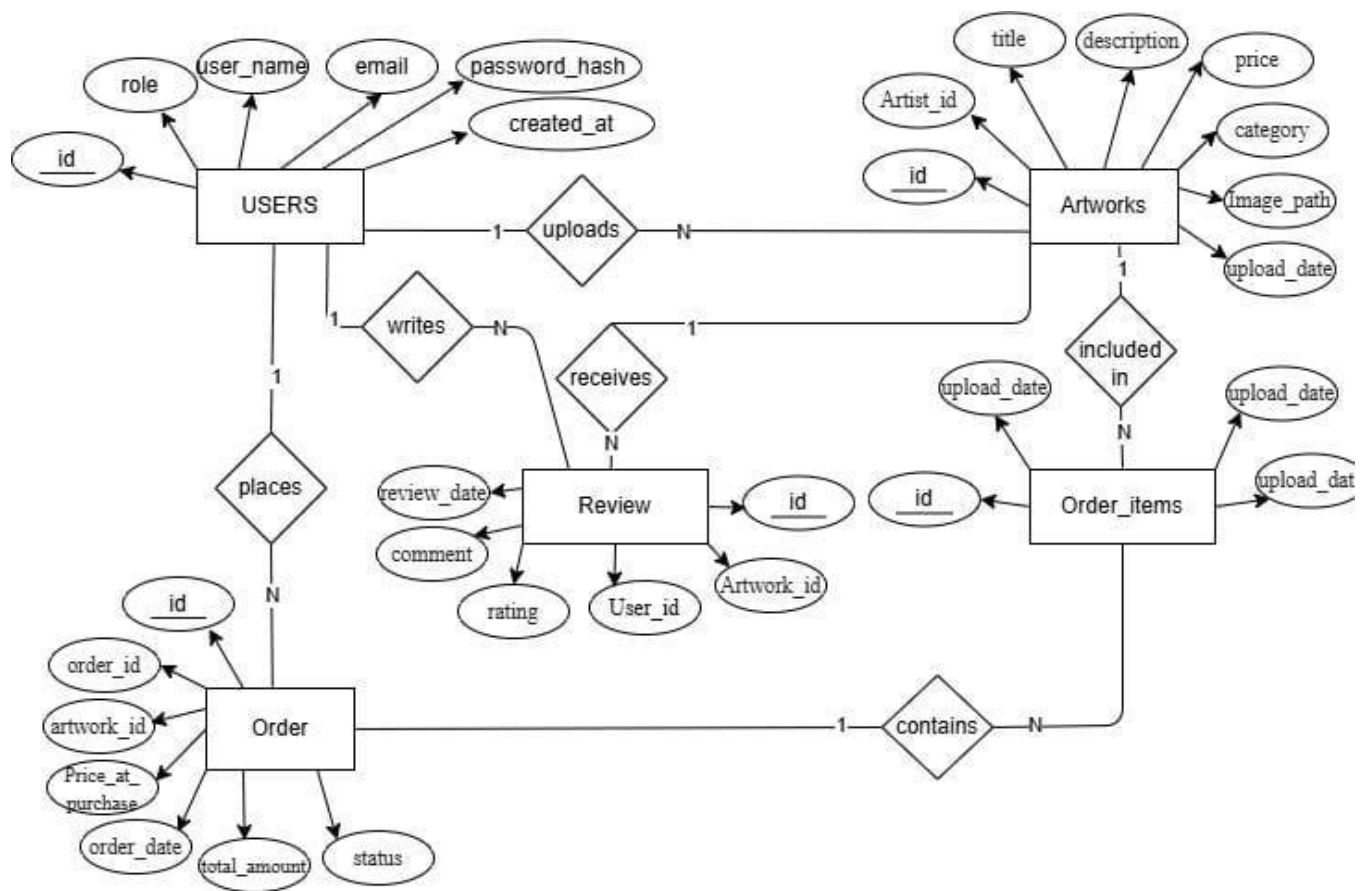 title
description
price
role
user_name
email
password_hash
Artist_id
created_at
category
id
id
USERS
Artworks
Image_path
1
uploads
N
upload_date
1
1
writes
N
1
included
in
receives
1
upload_date
upload_date
N
N
places
review_date
Review
id
id
Order_items
upload_dat
comment
Artwork_id
rating
User_id
N
id
order_id
artwork_id
Order
1
contains
N
Price_at_
purchase
order_date
total_amount
status